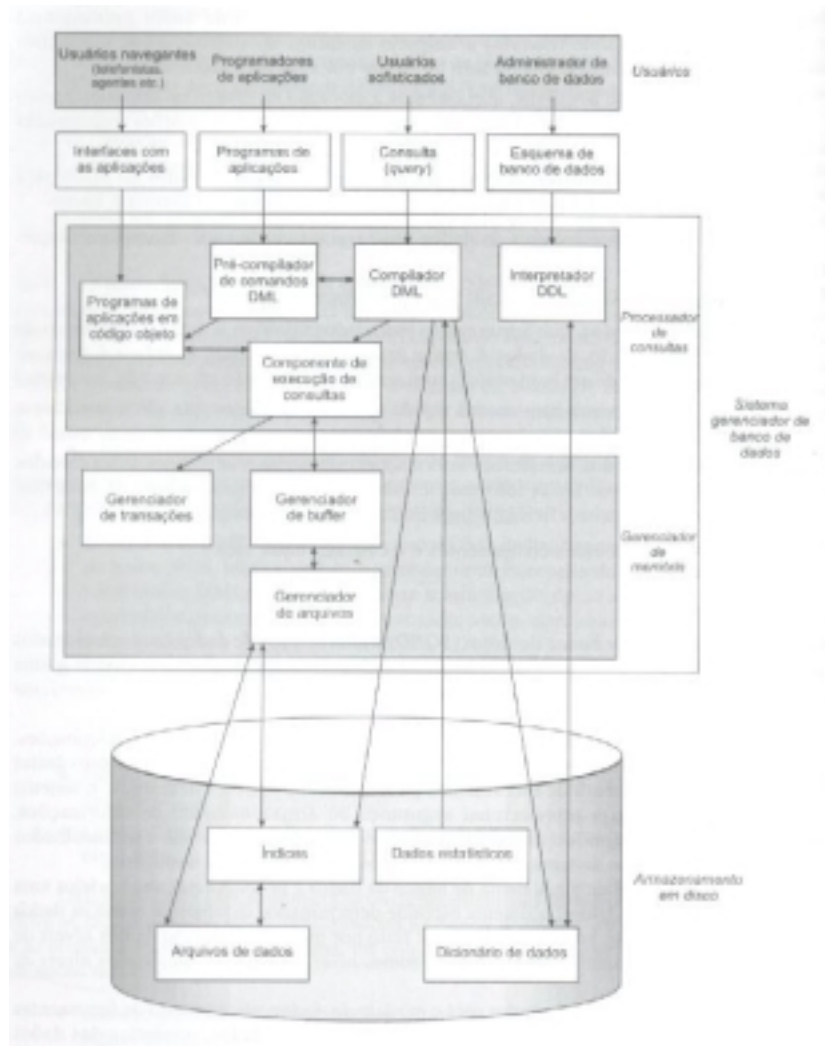 Usuários navegantes
(telefonistas,
agentes etc.)
Programadores
de aplicações
Usuários
sofisticados
Administrador de
banco de dados
Usuários
Interfaces com
as aplicações
Programas de
aplicações
Consulta
(query)
Esquema de
banco de dados
Programas de
aplicações em
código objeto
Pré-compilador
de comandos
DML
Compilador
DML
Interpretador
DDL
Processador
de
consultas
Componente de
execução de
consultas
Sistema
gerenciador de
banco de
dados
Gerenciador
de transações
Gerenciador
de buffer
Gerenciador
de
memória
Gerenciador
de arquivos
Índices
Dados estatísticos
Armazenamento
em disco
Arquivos de dados
Dicionário de dados